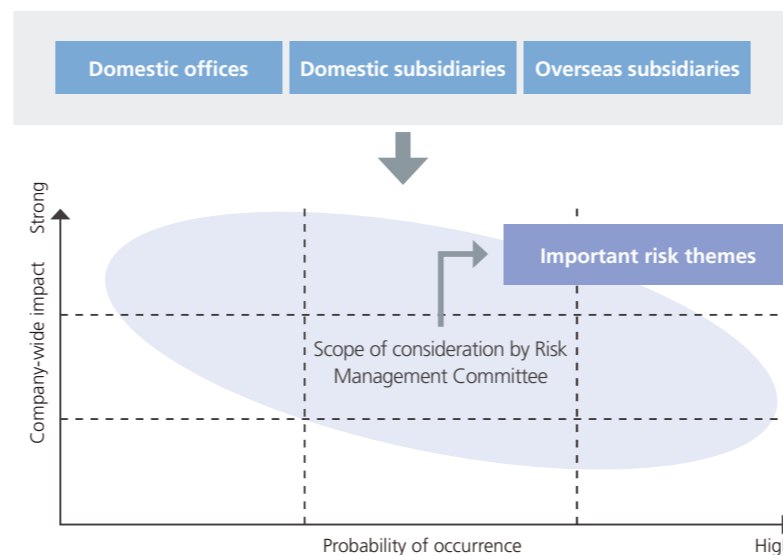 Domestic offices
Domestic subsidiaries
Overseas subsidiaries
Strong
Company-wide impact
Important risk themes
Scope of consideration by Risk
Management Committee
Probability of occurrence
Hig